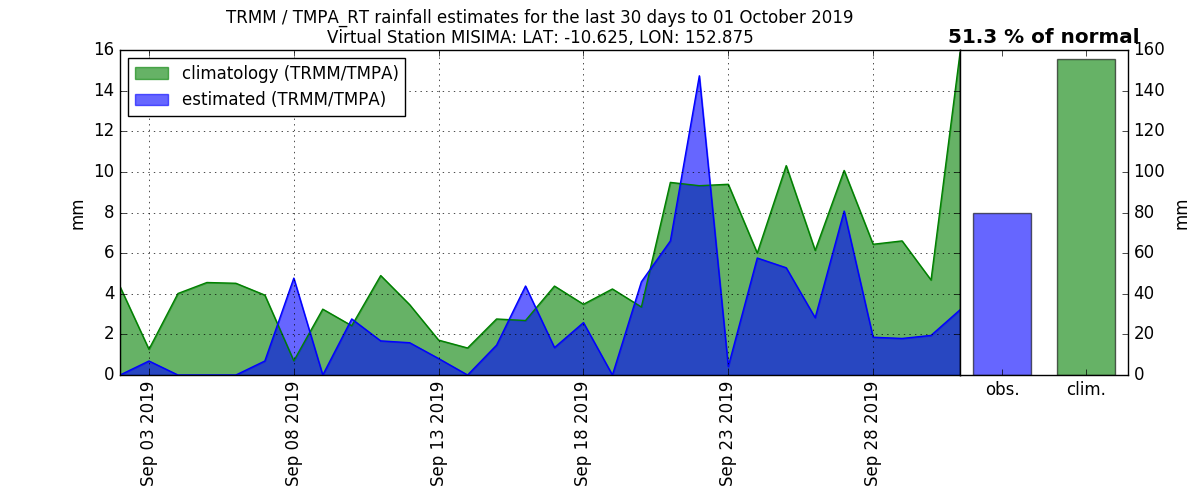 TRMM / TMPA_RT rainfall estimates for the last 30 days to 01 October 2019
Virtual Station MISIMA: LAT: -10.625, LON: 152.875
51.3 % of normal
climatology (TRMM/TMPA)
estimated (TRMM/TMPA)
mm
16
14
12
10
8
6
4
2
0
Sep 03 2019
Sep 08 2019
Sep 13 2019
Sep 18 2019
Sep 23 2019
Sep 28 2019
obs.
clim.
160
140
120
100
80
60
40
20
0
mm